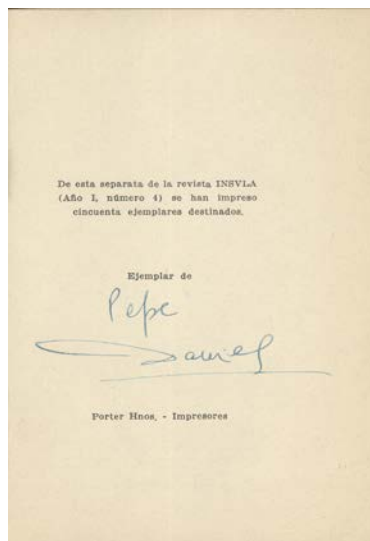 De esta separata de la revista INSVLA
(Año I, número 4) se han impreso
cincuenta ejemplares destinados.
Ejemplar de
Pepe
Porter Hnos. - Impresores